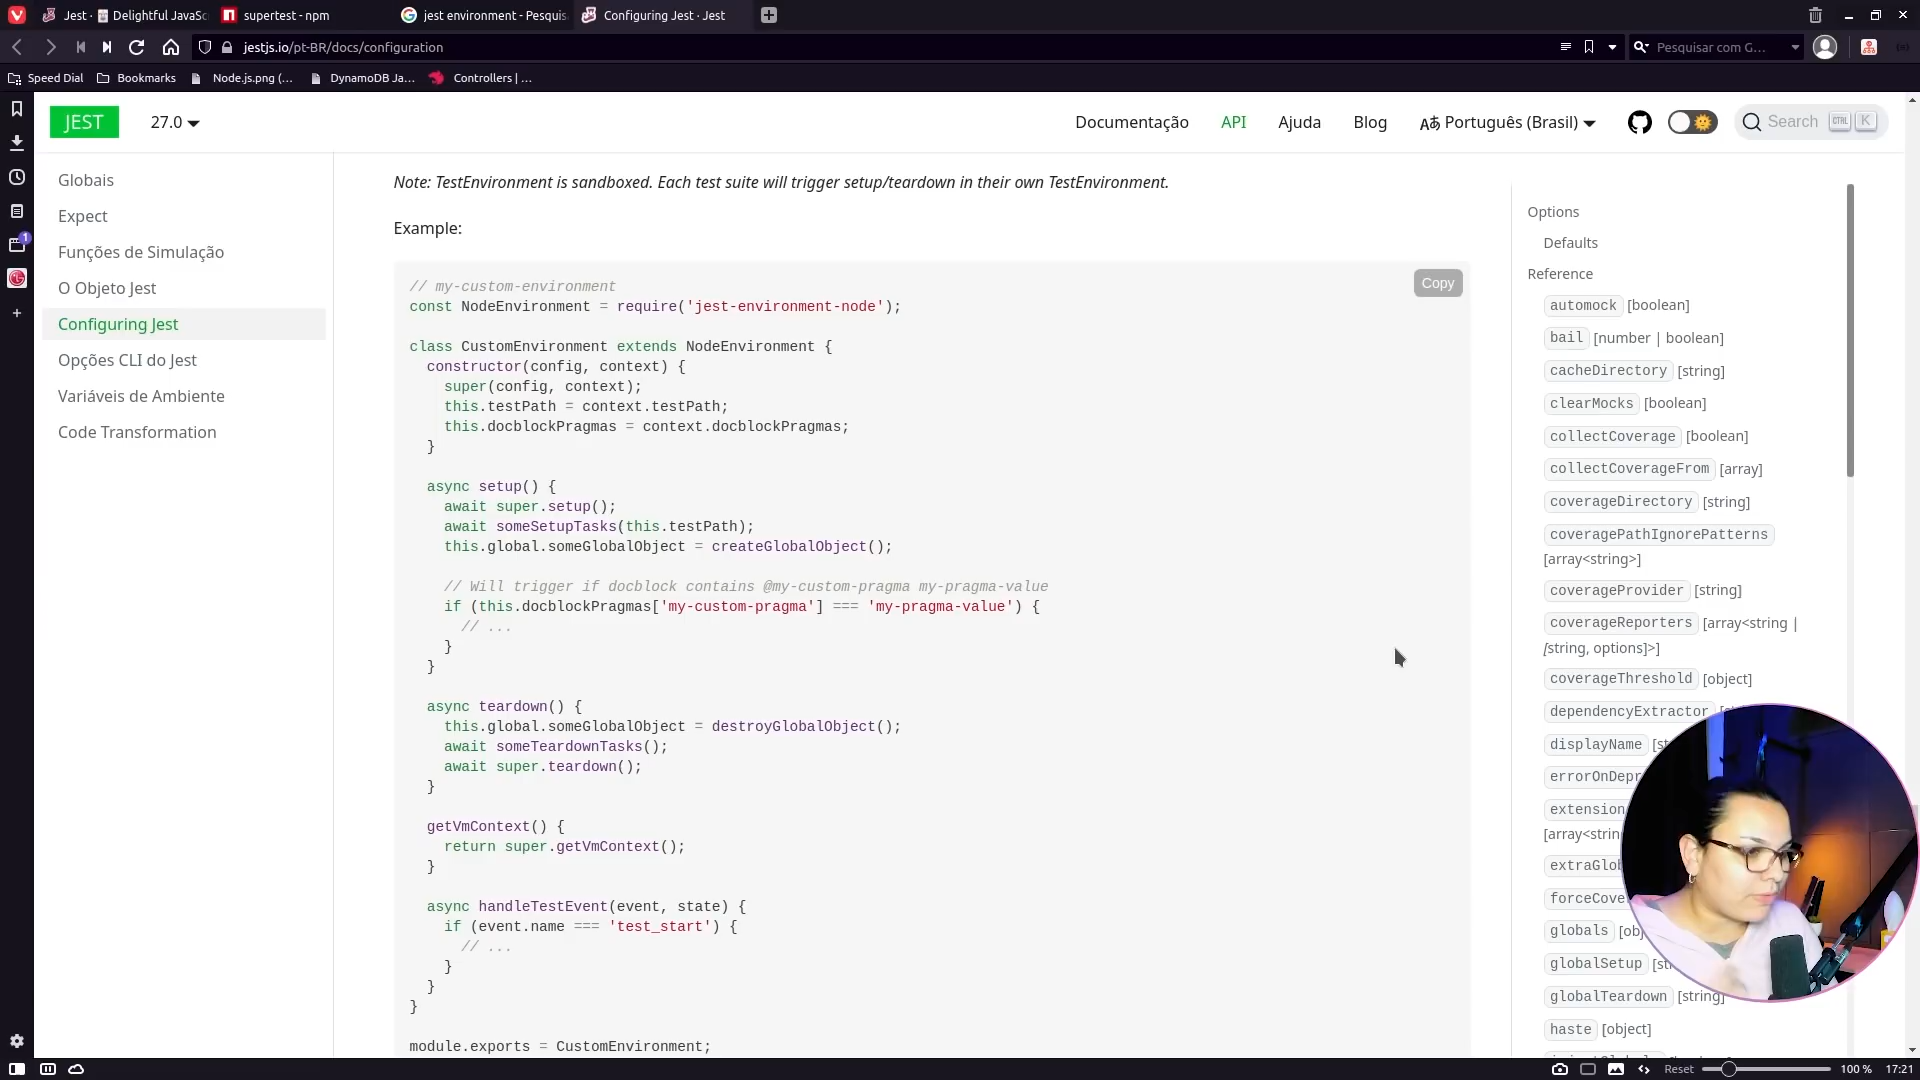 Jest · 🃏 Delightful JavaSc
supertest - npm
jest environment - Pesquis
Configuring Jest · Jest
jestjs.io/pt-BR/docs/configuration
Pesquisar com G...
Speed Dial
Bookmarks
Node.js.png (...
DynamoDB Ja...
Controllers | ...
JEST
27.0
Documentação
API
Ajuda
Blog
Português (Brasil)
Search
CTRL
K
1
Globais
Expect
Funções de Simulação
O Objeto Jest
Configuring Jest
Opções CLI do Jest
Variáveis de Ambiente
Code Transformation
Note: TestEnvironment is sandboxed. Each test suite will trigger setup/teardown in their own TestEnvironment.
Example:
Copy
// my-custom-environment
const NodeEnvironment = require('jest-environment-node');
class CustomEnvironment extends NodeEnvironment {
constructor(config, context) {
super(config, context);
this.testPath = context.testPath;
this.docblockPragmas = context.docblockPragmas;
}
async setup() {
await super.setup();
await someSetupTasks(this.testPath);
this.global.someGlobalObject = createGlobalObject();
// Will trigger if docblock contains @my-custom-pragma my-pragma-value
if (this.docblockPragmas['my-custom-pragma'] === 'my-pragma-value') {
// ...
}
}
async teardown() {
this.global.someGlobalObject = destroyGlobalObject();
await someTeardownTasks();
await super.teardown();
}
getVmContext() {
return super.getVmContext();
}
async handleTestEvent(event, state) {
if (event.name === 'test_start') {
// ...
}
}
}
module.exports = CustomEnvironment;
Options
Defaults
Reference
automock [boolean]
bail [number | boolean]
cacheDirectory [string]
clearMocks [boolean]
collectCoverage [boolean]
collectCoverageFrom [array]
coverageDirectory [string]
coveragePathIgnorePatterns
[array<string>]
coverageProvider [string]
coverageReporters [array<string |
[string, options]>]
coverageThreshold [object]
dependencyExtractor
displayName [st
errorOnDepr
extension
[array<strin
extraGlob
forceCove
globals [obj
globalSetup [st
globalTeardown [string]
haste [object]
Reset
100 %
17:21